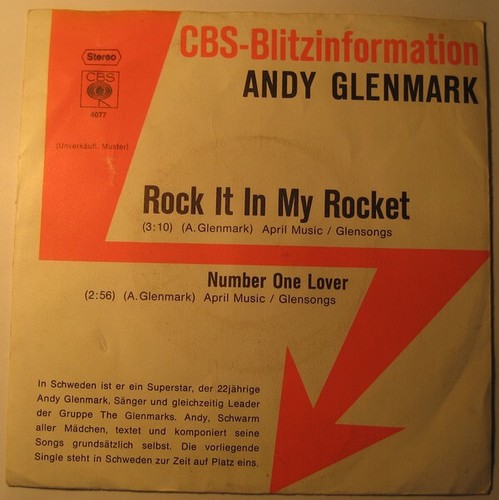 CBS-Blitzinformation
ANDY GLENMARK
Stereo
CBS
4077
(Unverkäufl. Muster)
Rock It In My Rocket
(3:10) (A.Glenmark) April Music / Glensongs
Number One Lover
(2:56) (A.Glenmark) April Music / Glensongs
In Schweden ist er ein Superstar, der 22jährige
Andy Glenmark, Sänger und gleichzeitig Leader
der Gruppe The Glenmarks. Andy, Schwarm
aller Mädchen, textet und komponiert seine
Songs grundsätzlich selbst. Die vorliegende
Single steht in Schweden zur Zeit auf Platz eins.